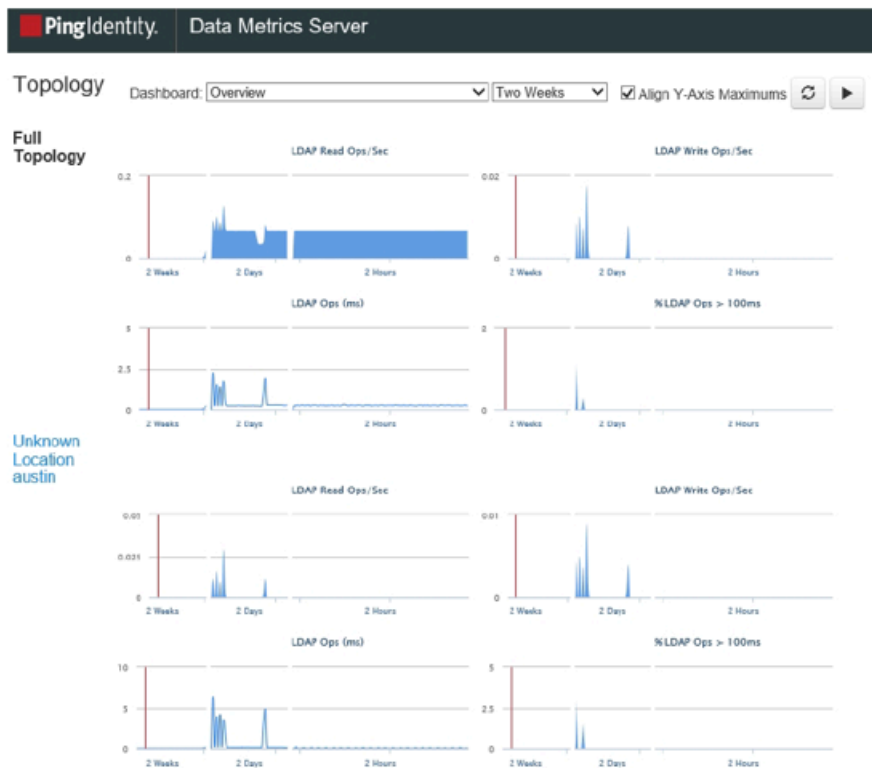 PingIdentity. Data Metrics Server
Topology Dashboard: Overview Two Weeks Align Y-Axis Maximums
Full
Topology
LDAP Read Ops/Sec LDAP Write Ops/Sec
0.2 0.02
0 0
2 Weeks 2 Days 2 Hours 2 Weeks 2 Days 2 Hours
LDAP Ops (ms) %LDAP Ops > 100ms
5 2
2.5
0 0
2 Weeks 2 Days 2 Hours 2 Weeks 2 Days 2 Hours
Unknown
Location
austin
LDAP Read Ops/Sec LDAP Write Ops/Sec
0.05 0.01
0.025
0 0
2 Weeks 2 Days 2 Hours 2 Weeks 2 Days 2 Hours
LDAP Ops (ms) %LDAP Ops > 100ms
10 5
5 2.5
0 0
2 Weeks 2 Days 2 Hours 2 Weeks 2 Days 2 Hours